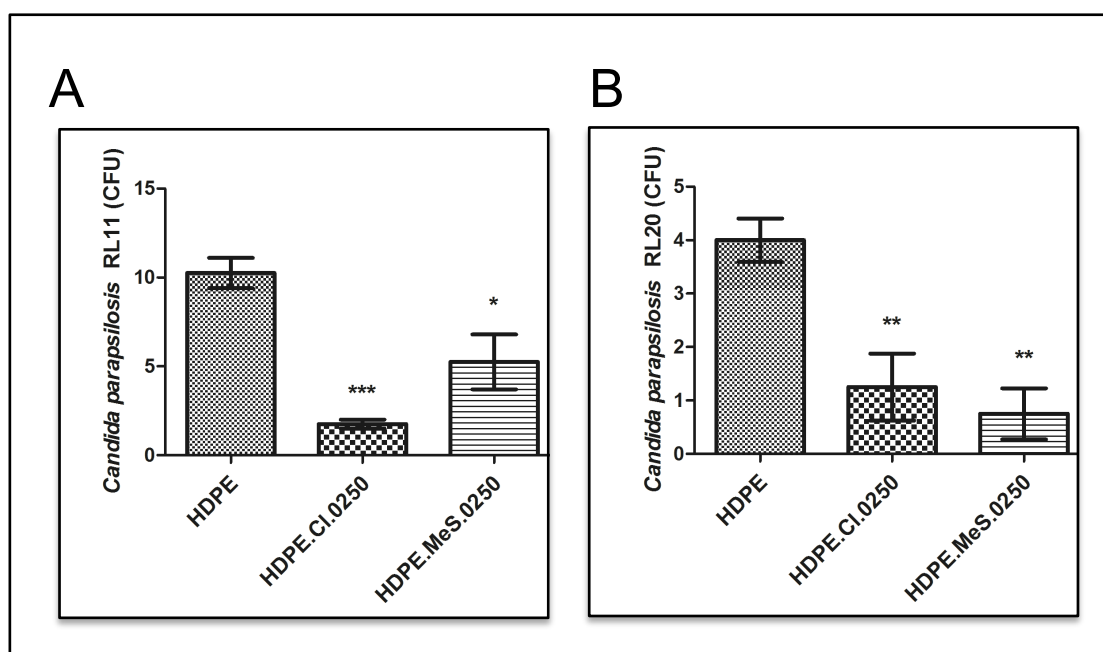 A
Candida parapsilosis RL11 (CFU)
15
10
5
0
***
*
HDPE
HDPE.Cl.0250
HDPE.MeS.0250
B
Candida parapsilosis RL20 (CFU)
5
4
3
2
1
0
**
**
HDPE
HDPE.Cl.0250
HDPE.MeS.0250